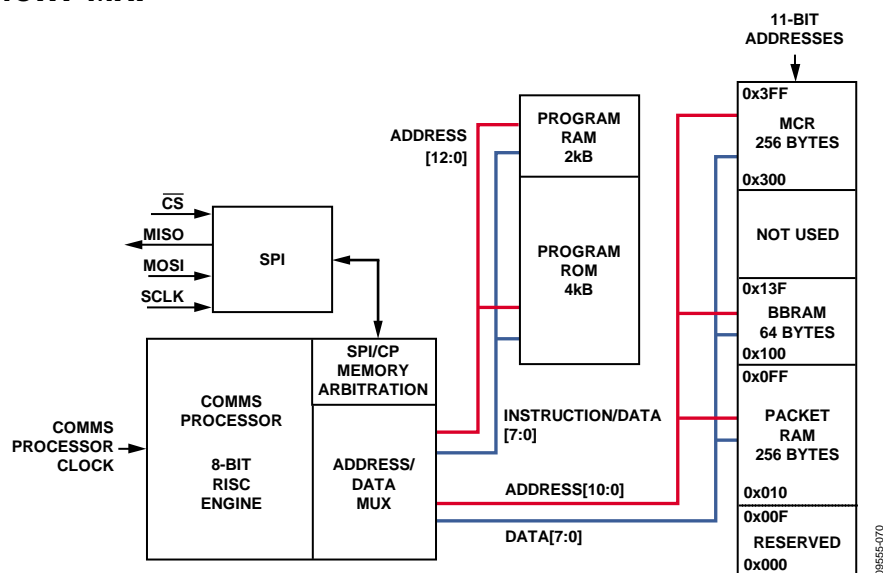 11-BIT
ADDRESSES
0x3FF
MCR
256 BYTES
0x300
NOT USED
0x13F
BBRAM
64 BYTES
0x100
0x0FF
PACKET
RAM
256 BYTES
0x010
0x00F
RESERVED
0x000
PROGRAM
RAM
2kB
PROGRAM
ROM
4kB
ADDRESS
[12:0]
CS
MISO
MOSI
SCLK
SPI
SPI/CP
MEMORY
ARBITRATION
COMMS
PROCESSOR
8-BIT
RISC
ENGINE
ADDRESS/
DATA
MUX
COMMS
PROCESSOR
CLOCK
INSTRUCTION/DATA
[7:0]
ADDRESS[10:0]
DATA[7:0]
09555-070